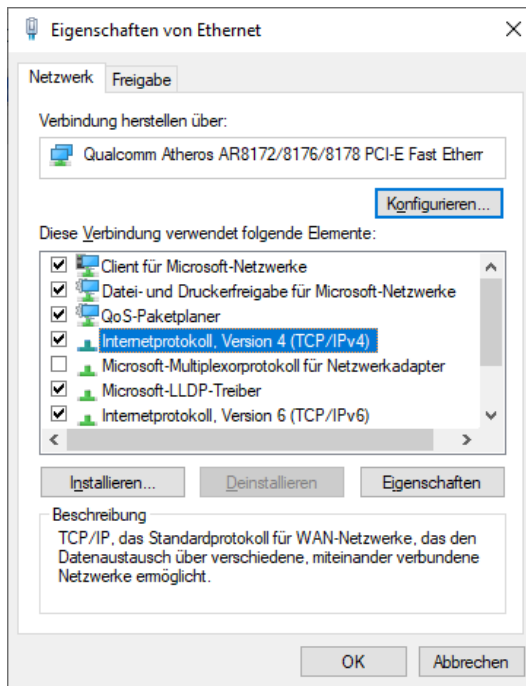 Eigenschaften von Ethernet
Netzwerk
Freigabe
Verbindung herstellen über:
Qualcomm Atheros AR8172/8176/8178 PCI-E Fast Etherr
Konfigurieren...
Diese Verbindung verwendet folgende Elemente:
Client für Microsoft-Netzwerke
Datei- und Druckerfreigabe für Microsoft-Netzwerke
QoS-Paketplaner
Internetprotokoll, Version 4 (TCP/IPv4)
Microsoft-Multiplexorprotokoll für Netzwerkadapter
Microsoft-LLDP-Treiber
Internetprotokoll, Version 6 (TCP/IPv6)
Installieren...
Deinstallieren
Eigenschaften
Beschreibung
TCP/IP, das Standardprotokoll für WAN-Netzwerke, das den
Datenaustausch über verschiedene, miteinander verbundene
Netzwerke ermöglicht.
OK
Abbrechen